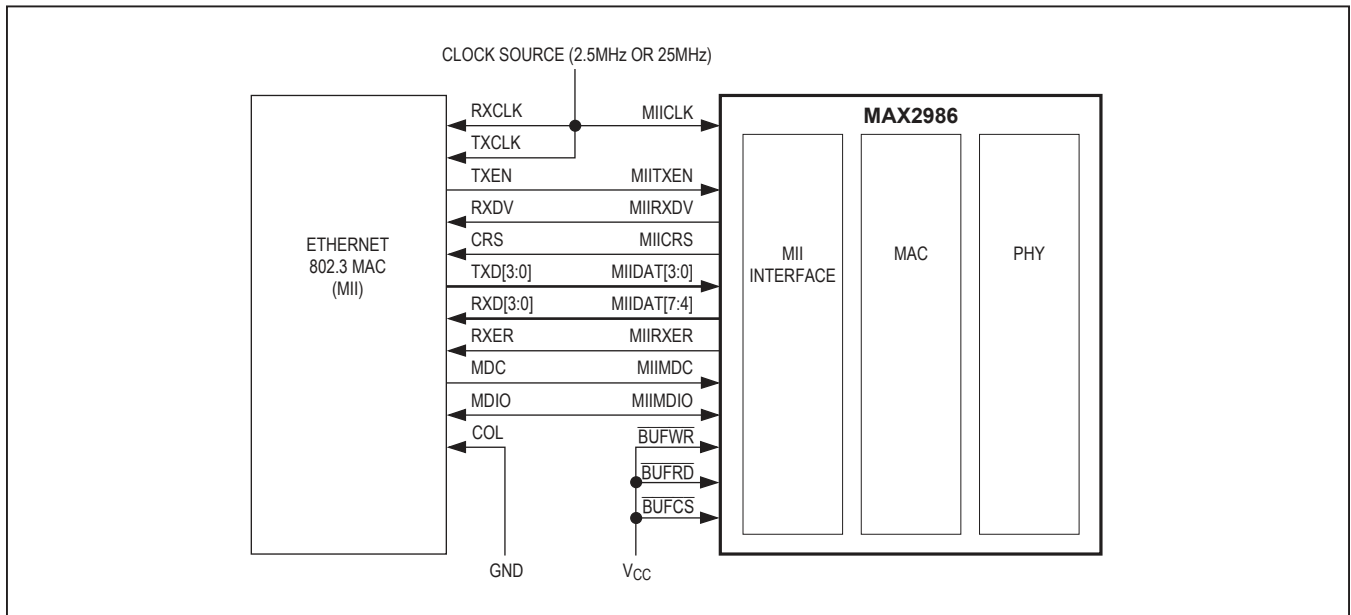 CLOCK SOURCE (2.5MHz OR 25MHz)
RXCLK MIICLK
TXCLK
TXEN MIITXEN
RXDV MIIRXDV
CRS MIICRS
TXD[3:0] MIIDAT[3:0]
RXD[3:0] MIIDAT[7:4]
RXER MIIRXER
MDC MIIMDC
MDIO MIIMDIO
COL BUFWR
BUFRD
BUFCS
GND VCC
ETHERNET
802.3 MAC
(MII)
MAX2986
MII
INTERFACE
MAC
PHY